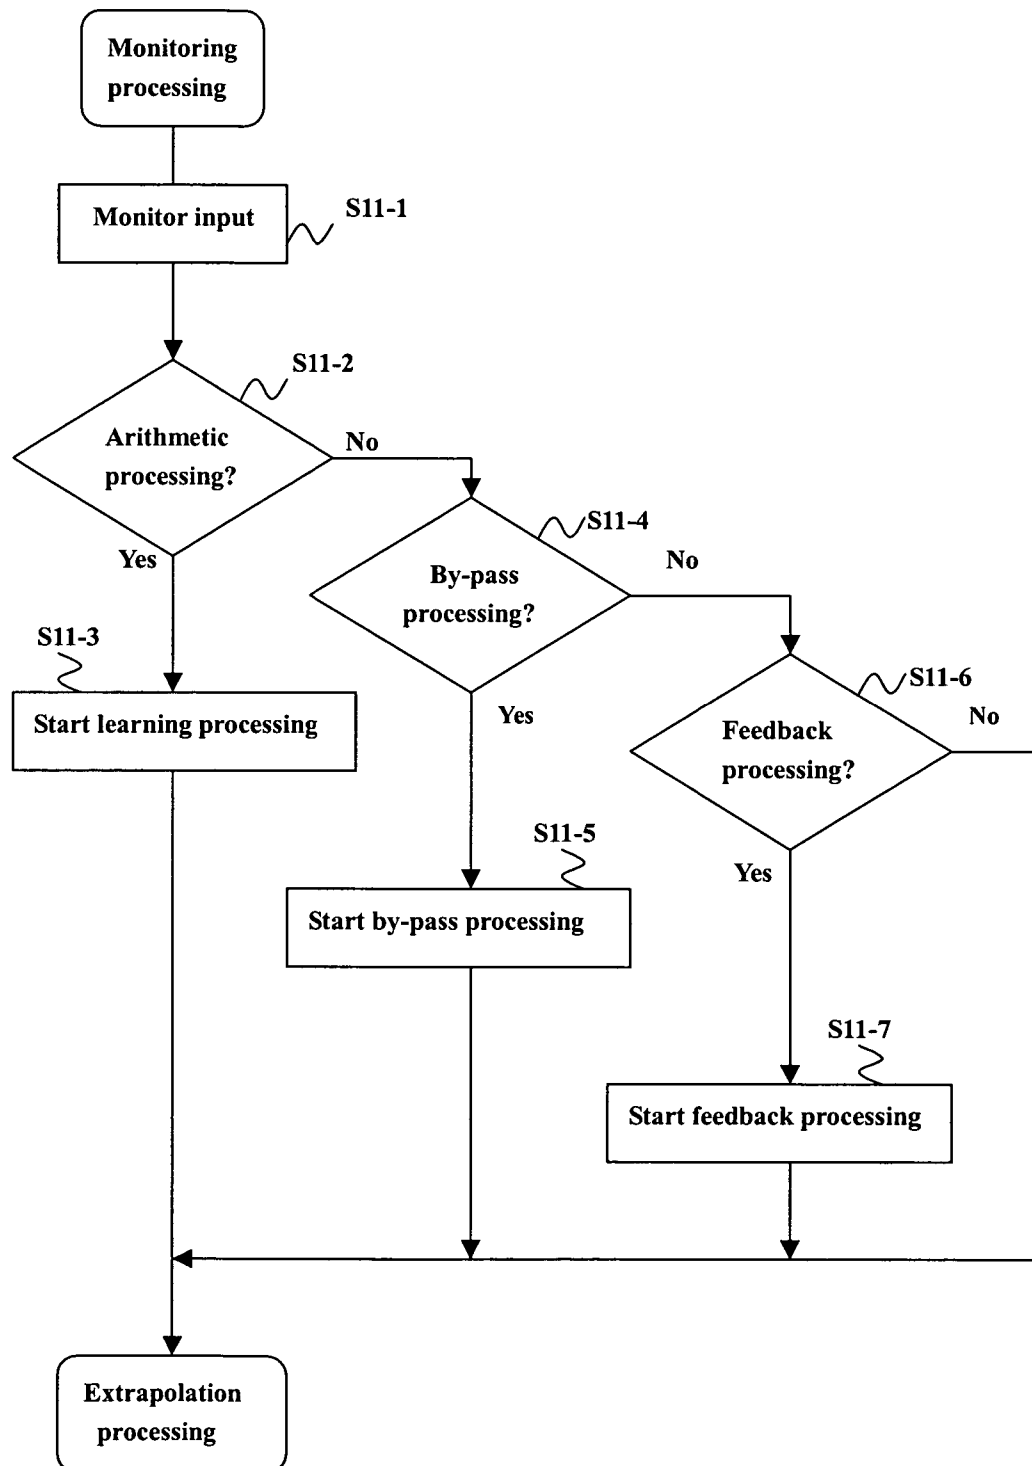 Monitoring
processing
Monitor input
S11-1
S11-2
Arithmetic
processing?
No
Yes
S11-4
By-pass
processing?
No
Yes
S11-3
Start learning processing
S11-6
Feedback
processing?
No
Yes
S11-5
Start by-pass processing
S11-7
Start feedback processing
Extrapolation
processing